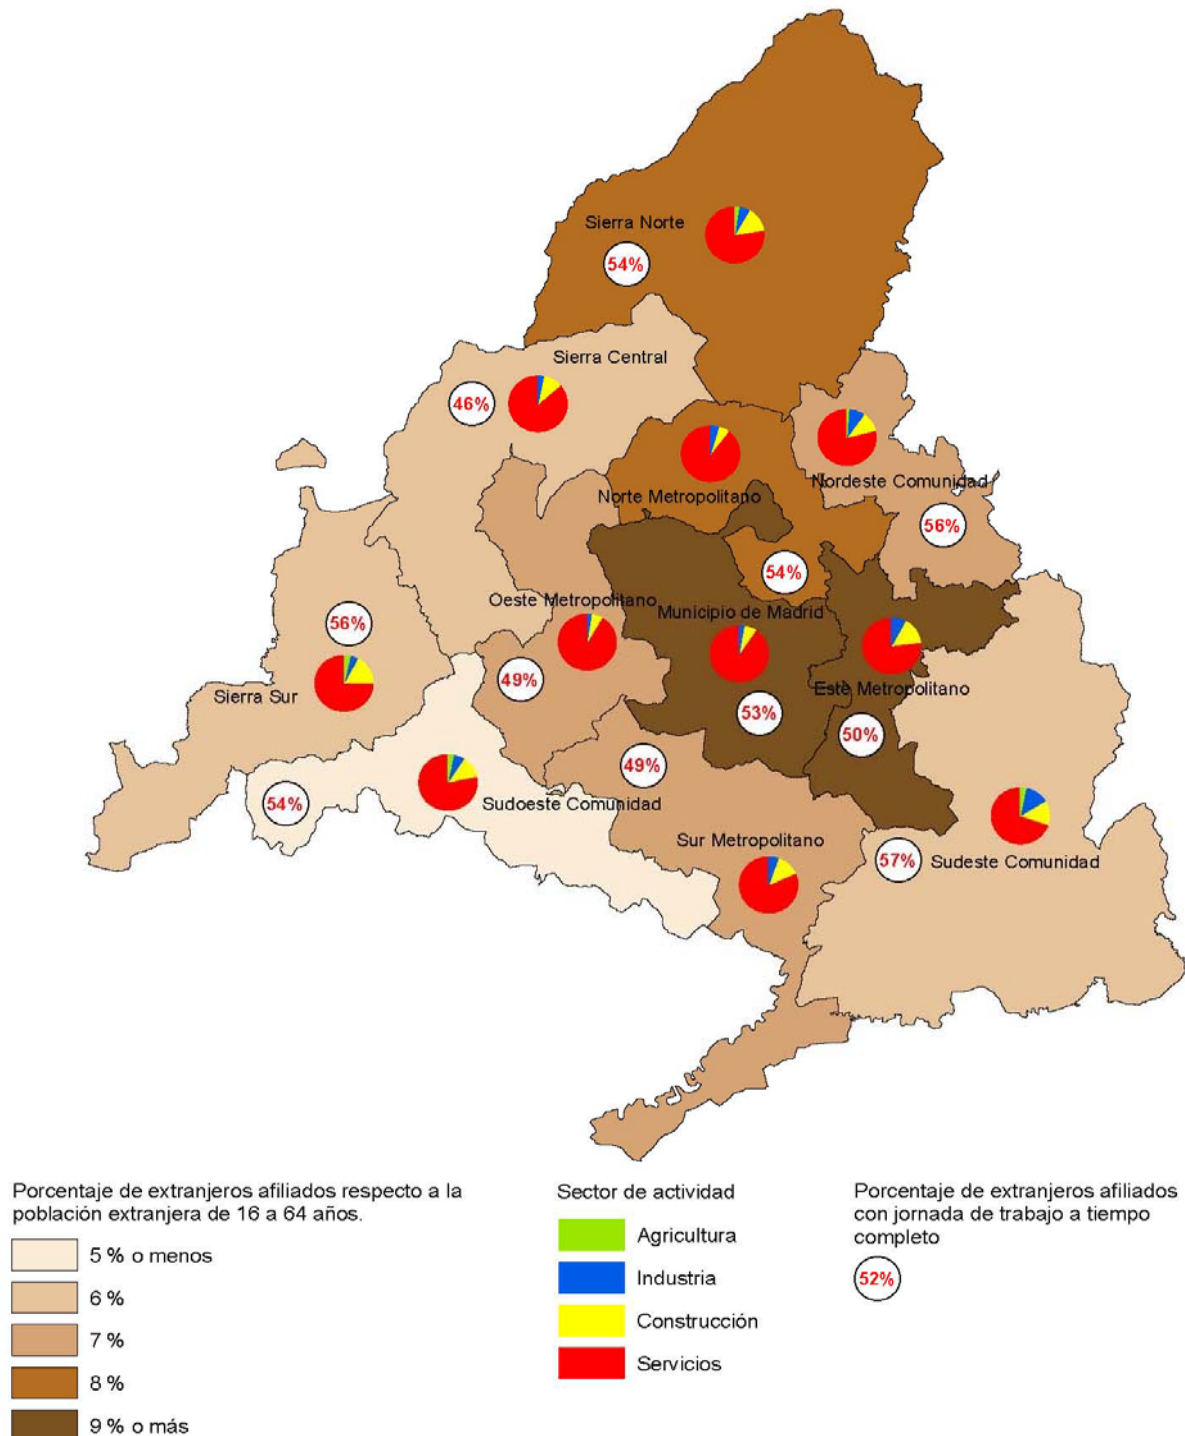 Sierra Norte
54%
Sierra Central
46%
Nordeste Comunidad
Norte Metropolitano
56%
54%
Oeste Metropolitano
Municipio de Madrid
56%
49%
Este Metropolitano
Sierra Sur
53%
50%
49%
54%
Sudoeste Comunidad
Sur Metropolitano
57%
Sudeste Comunidad
Porcentaje de extranjeros afiliados respecto a la
población extranjera de 16 a 64 años.
5 % o menos
6 %
7 %
8 %
9 % o más
Sector de actividad
Agricultura
Industria
Construcción
Servicios
Porcentaje de extranjeros afiliados
con jornada de trabajo a tiempo
completo
52%